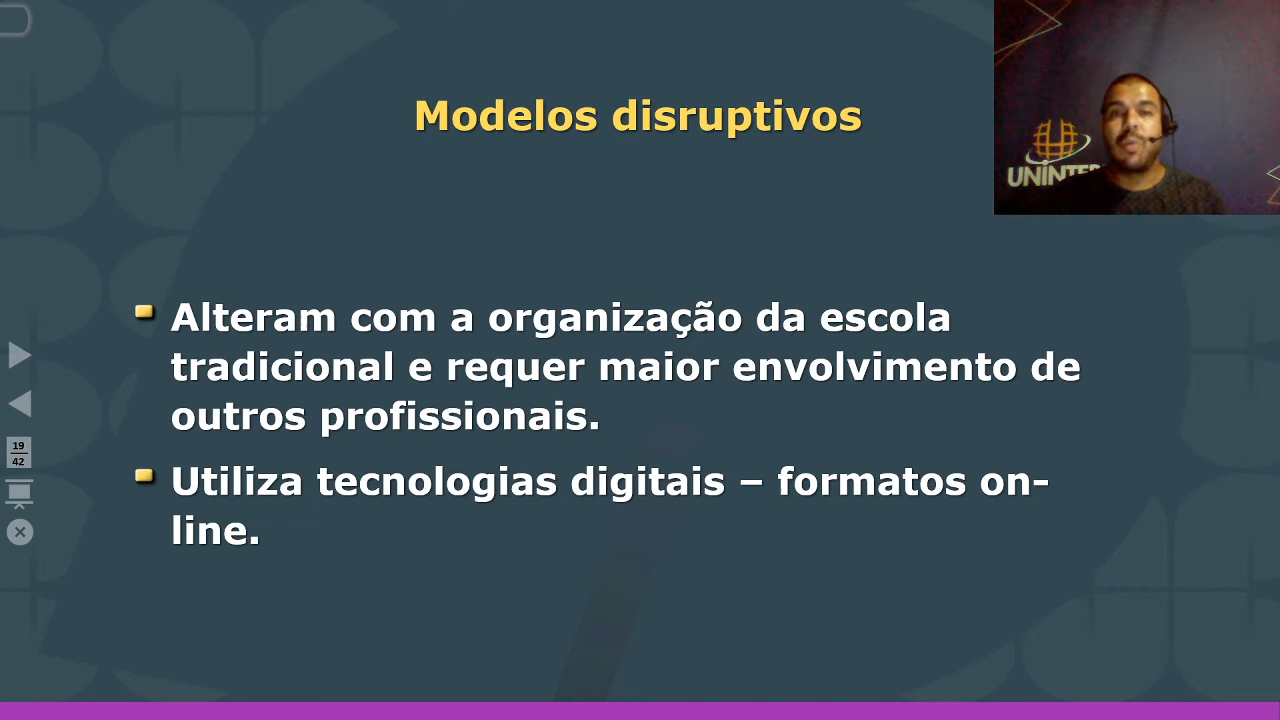 Modelos disruptivos
UNINTER
Alteram com a organização da escola
tradicional e requer maior envolvimento de
outros profissionais.
19
42
Utiliza tecnologias digitais – formatos on-
line.